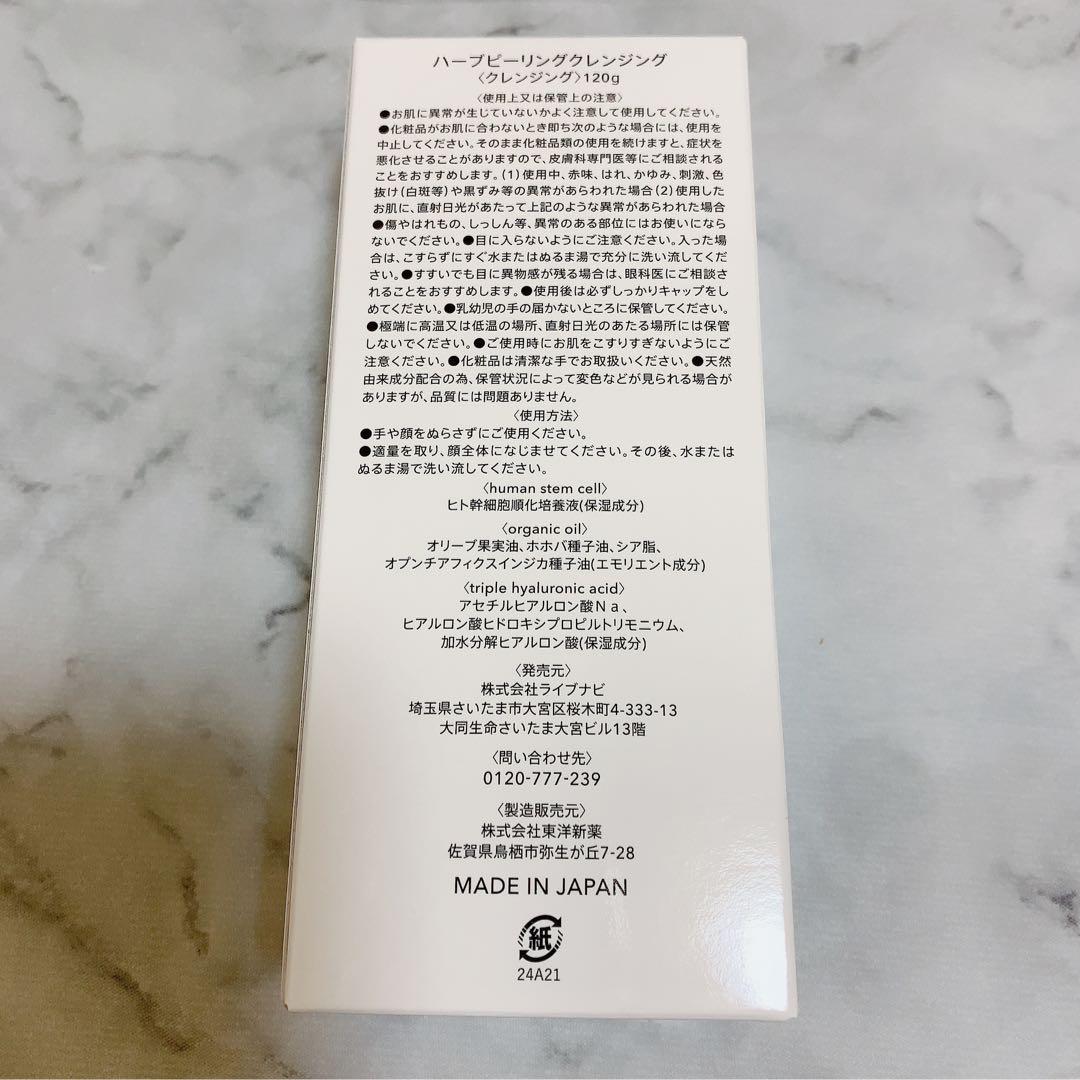 ハーブピーリングクレンジング
〈クレンジング〉120g
〈使用上又は保管上の注意〉
●お肌に異常が生じていないかよく注意して使用してください。
●化粧品がお肌に合わないとき即ち次のような場合には、使用を
中止してください。そのまま化粧品類の使用を続けますと、症状を
悪化させることがありますので、皮膚科専門医等にご相談される
ことをおすすめします。(1)使用中、赤味、はれ、かゆみ、刺激、色
抜け(白斑等)や黒ずみ等の異常があらわれた場合(2)使用した
お肌に、直射日光があたって上記のような異常があらわれた場合
●傷やはれもの、しっしん等、異常のある部位にはお使いになら
ないでください。●目に入らないようにご注意ください。入った場
合は、こすらずにすぐ水またはぬるま湯で充分に洗い流してくだ
さい。●すすいでも目に異物感が残る場合は、眼科医にご相談さ
れることをおすすめします。●使用後は必ずしっかりキャップをし
めてください。●乳幼児の手の届かないところに保管してください。
●極端に高温又は低温の場所、直射日光のあたる場所には保管
しないでください。●ご使用時にお肌をこすりすぎないようにご
注意ください。●化粧品は清潔な手でお取扱いください。●天然
由来成分配合の為、保管状況によって変色などが見られる場合が
ありますが、品質には問題ありません。
〈使用方法〉
●手や顔をぬらさずにご使用ください。
●適量を取り、顔全体になじませてください。その後、水または
ぬるま湯で洗い流してください。
〈human stem cell〉
ヒト幹細胞順化培養液(保湿成分)
〈organic oil〉
オリーブ果実油、ホホバ種子油、シア脂、
オプンチアフィクスインジカ種子油(エモリエント成分)
〈triple hyaluronic acid〉
アセチルヒアルロン酸Ｎａ、
ヒアルロン酸ヒドロキシプロピルトリモニウム、
加水分解ヒアルロン酸(保湿成分)
〈発売元〉
株式会社ライブナビ
埼玉県さいたま市大宮区桜木町4-333-13
大同生命さいたま大宮ビル13階
〈問い合わせ先〉
0120-777-239
〈製造販売元〉
株式会社東洋新薬
佐賀県鳥栖市弥生が丘7-28
MADE IN JAPAN
紙
24A21